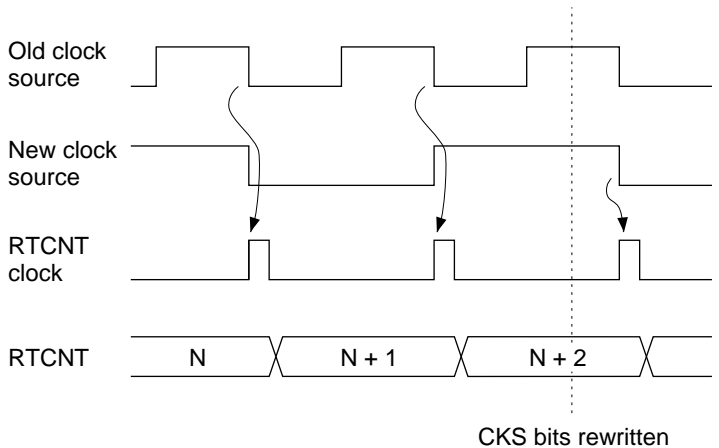 Old clock
source
New clock
source
RTCNT
clock
RTCNT
N
N + 1
N + 2
CKS bits rewritten